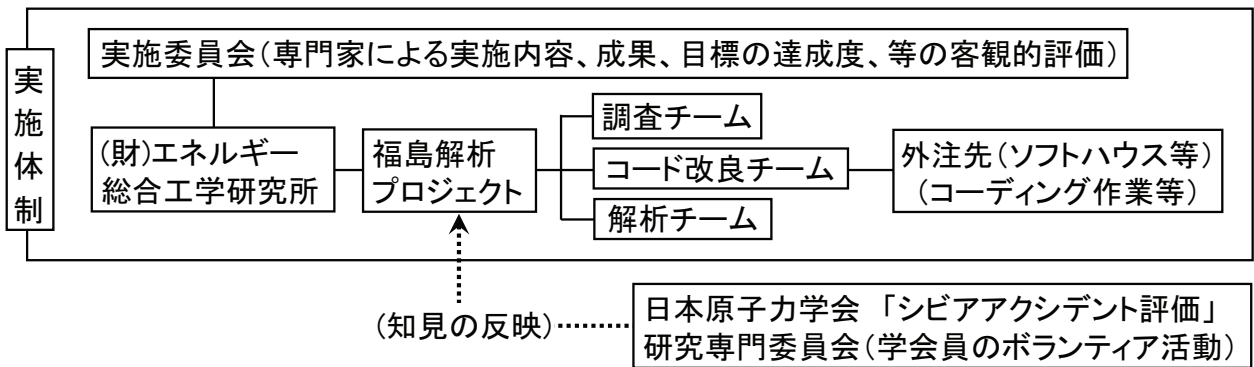 実施体制
実施委員会(専門家による実施内容、成果、目標の達成度、等の客観的評価)
(財)エネルギー
総合工学研究所
福島解析
プロジェクト
調査チーム
コード改良チーム
解析チーム
外注先(ソフトハウス等)
(コーディング作業等)
(知見の反映)
日本原子力学会 「シビアアクシデント評価」
研究専門委員会(学会員のボランティア活動)